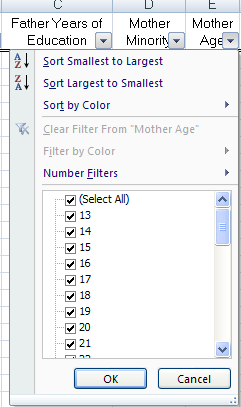 C D E
Father Years of Mother Mother
Education Minority Age
Sort Smallest to Largest
Sort Largest to Smallest
Sort by Color
Clear Filter From "Mother Age"
Filter by Color
Number Filters
(Select All)
13
14
15
16
17
18
19
20
21
22
OK Cancel